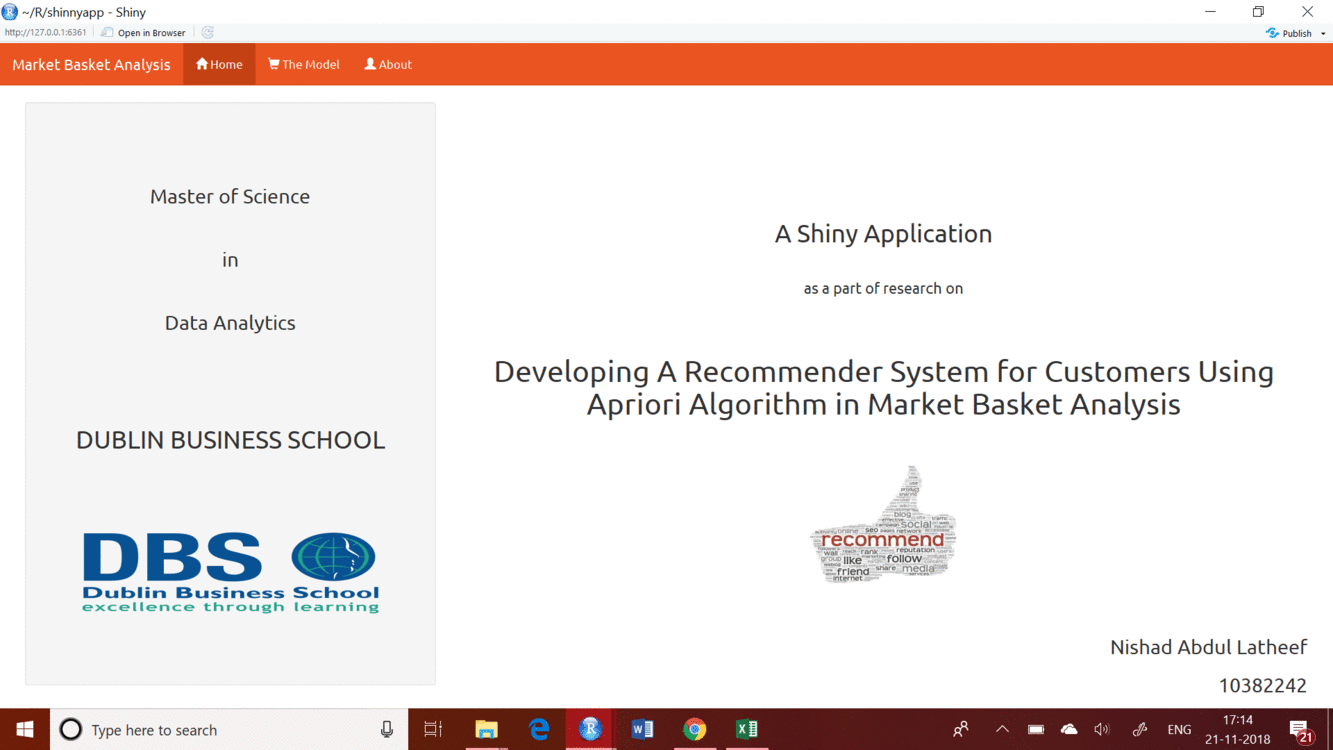 ~/R/shinnyapp - Shiny
http://127.0.0.1:6361 Open in Browser Publish
Market Basket Analysis Home The Model About
Master of Science
in
Data Analytics
DUBLIN BUSINESS SCHOOL
DBS
Dublin Business School
excellence through learning
A Shiny Application
as a part of research on
Developing A Recommender System for Customers Using
Apriori Algorithm in Market Basket Analysis
blog
social
seo network
recommend
wall rank reputation
group like follow
friend share media
internet
Nishad Abdul Latheef
10382242
Type here to search
ENG
17:14
21-11-2018
21